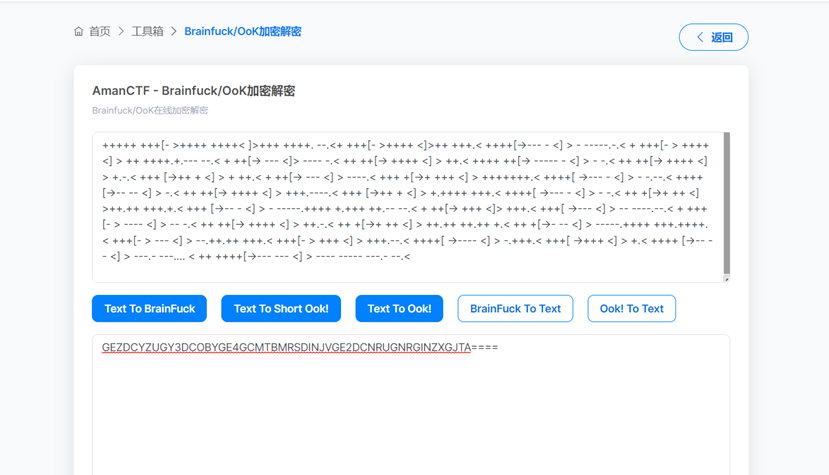 首页 > 工具箱 > Brainfuck/OoK加密解密
< 返回
AmanCTF - Brainfuck/OoK加密解密
Brainfuck/OoK在线加密解密
+++++ +++[- >++++ ++++< ]>+++ ++++. --.<+ +++[- >++++ <]>++ +++.< ++++[→--- - <] > - -----.-.< + +++[- > ++++
<] > ++ ++++.+.--- --.< + ++[→ --- <]> ---- -.< ++ ++[→ ++++ <] > ++.< ++++ ++[→ ----- - <] > - -.< ++ ++[→ ++++ <]
> +.-.< +++ [→++ + <] > + ++.< + ++[→ --- <] > ----.< +++ +[→+ +++ <] > +++++++.< ++++[ →--- - <] > - -.--.< ++++
[→-- -- <] > -.< ++ ++[→ ++++ <] > +++.----.< +++ [→++ + <] > +.++++ +++.< ++++[ →--- - <] > - -.< ++ +[→+ ++ <]
>++.++ +++.+.< +++ [→-- - <] > - -----.++++ +.+++ ++.-- --.< + ++[→ +++ <]> +++.< +++[ →--- <] > -- ----.--.< + +++
[- > ---- <] > -- -.< ++ ++[→ ++++ <] > ++.-.< ++ +[→+ ++ <] > ++.++ ++.++ +.< ++ +[→- -- <] > -----.++++ +++.++++.
< +++[- > --- <] > --.++.++ +++.< +++[- > +++ <] > +++.--.< ++++[ →---- <] > -.+++.< +++[ →+++ <] > +.< ++++ [→-- -
- <] > ---.- ---.... < ++ ++++[→--- --- <] > ---- ----- ---.- --.<
Text To BrainFuck Text To Short Ook! Text To Ook! BrainFuck To Text Ook! To Text
GEZDCYZUGY3DCOBYGE4GCMTBMRSDINJVGE2DCNRUGNRGINZXGJTA====